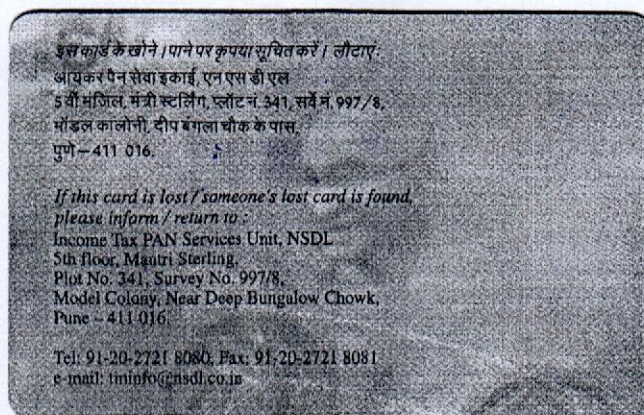 इस कार्ड के खोने / पाने पर कृपया सूचित करें / लौटाएं:
आयकर पैन सेवा इकाई, एन एस डी एल
5 वीं मंजिल, मंत्री स्टर्लिंग, प्लॉट नं. 341, सर्वे नं. 997/8,
मॉडल कालोनी, दीप बंगला चौक के पास,
पुणे – 411 016.
If this card is lost / someone's lost card is found,
please inform / return to :
Income Tax PAN Services Unit, NSDL
5th floor, Mantri Sterling,
Plot No. 341, Survey No. 997/8,
Model Colony, Near Deep Bungalow Chowk,
Pune – 411 016.
Tel: 91-20-2721 8080, Fax: 91-20-2721 8081
e-mail: tininfo@nsdl.co.in